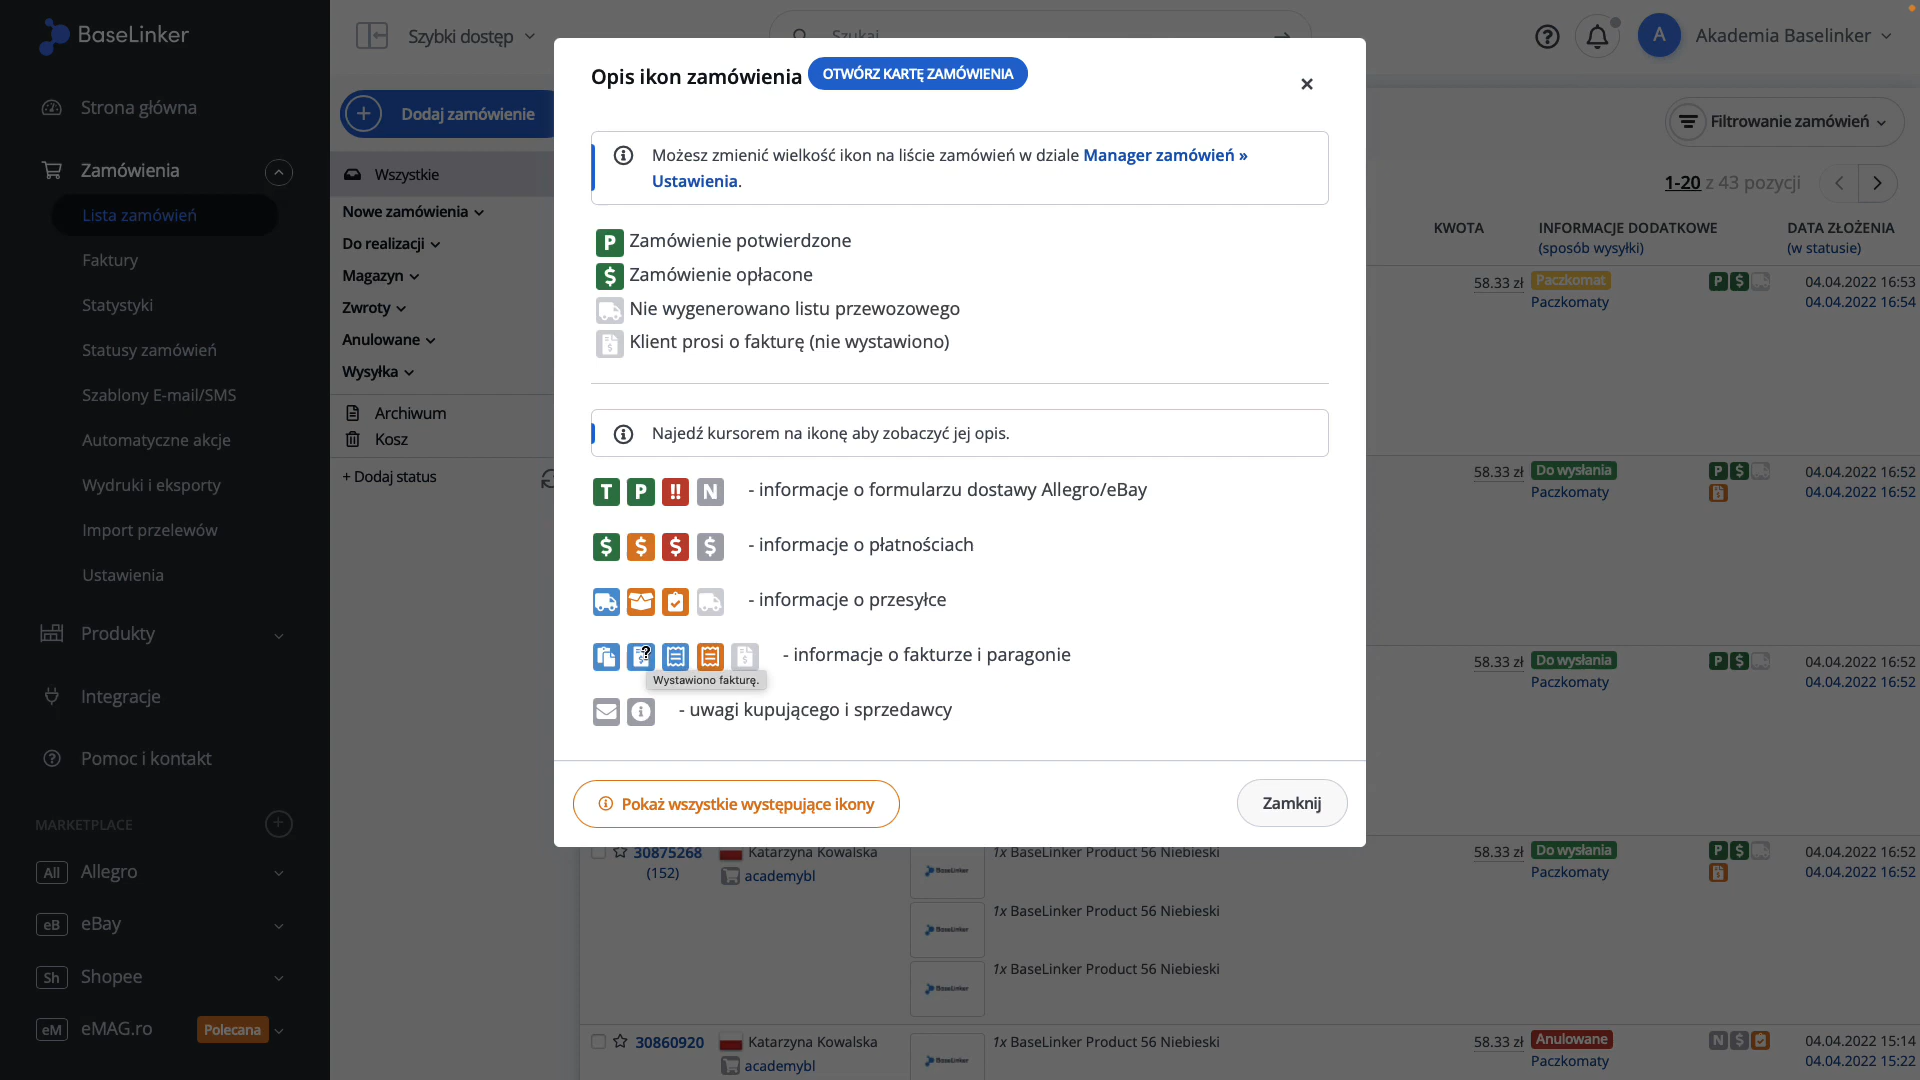 BaseLinker
Szybki dostęp
Szukaj
A
Akademia Baselinker
Strona główna
Zamówienia
Lista zamówień
Faktury
Statystyki
Statusy zamówień
Szablony E-mail/SMS
Automatyczne akcje
Wydruki i eksporty
Import przelewów
Ustawienia
Produkty
Integracje
Pomoc i kontakt
MARKETPLACE
All Allegro
eB eBay
Sh Shopee
eM eMAG.ro Polecana
Dodaj zamówienie
Wszystkie
Nowe zamówienia
Do realizacji
Magazyn
Zwroty
Anulowane
Wysyłka
Archiwum
Kosz
+ Dodaj status
Opis ikon zamówienia OTWÓRZ KARTĘ ZAMÓWIENIA
Możesz zmienić wielkość ikon na liście zamówień w dziale Manager zamówień »
Ustawienia.
P Zamówienie potwierdzone
$ Zamówienie opłacone
Nie wygenerowano listu przewozowego
$ Klient prosi o fakturę (nie wystawiono)
Najedź kursorem na ikonę aby zobaczyć jej opis.
T P !! N - informacje o formularzu dostawy Allegro/eBay
$ $ $ $ - informacje o płatnościach
- informacje o przesyłce
- informacje o fakturze i paragonie
Wystawiono fakturę.
- uwagi kupującego i sprzedawcy
Pokaż wszystkie występujące ikony
Zamknij
Filtrowanie zamówień
1-20 z 43 pozycji
KWOTA INFORMACJE DODATKOWE DATA ZŁOŻENIA
(sposób wysyłki) (w statusie)
58.33 zł Paczkomat P $ 04.04.2022 16:53
Paczkomaty 04.04.2022 16:54
58.33 zł Do wysłania P $ 04.04.2022 16:52
Paczkomaty 04.04.2022 16:52
58.33 zł Do wysłania P $ 04.04.2022 16:52
Paczkomaty 04.04.2022 16:52
30875268 Katarzyna Kowalska 1x BaseLinker Product 56 Niebieski 58.33 zł Do wysłania P $ 04.04.2022 16:52
(152) academybl BaseLinker Paczkomaty 04.04.2022 16:52
1x BaseLinker Product 56 Niebieski
BaseLinker
1x BaseLinker Product 56 Niebieski
BaseLinker
30860920 Katarzyna Kowalska 1x BaseLinker Product 56 Niebieski 58.33 zł Anulowane N $ 04.04.2022 15:14
academybl BaseLinker Paczkomaty 04.04.2022 15:22